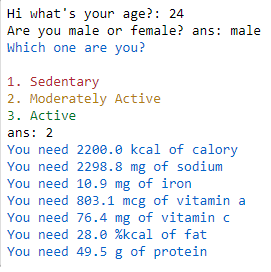 Hi what's your age?: 24
Are you male or female? ans: male
Which one are you?
1. Sedentary
2. Moderately Active
3. Active
ans: 2
You need 2200.0 kcal of calory
You need 2298.8 mg of sodium
You need 10.9 mg of iron
You need 803.1 mcg of vitamin a
You need 76.4 mg of vitamin c
You need 28.0 %kcal of fat
You need 49.5 g of protein